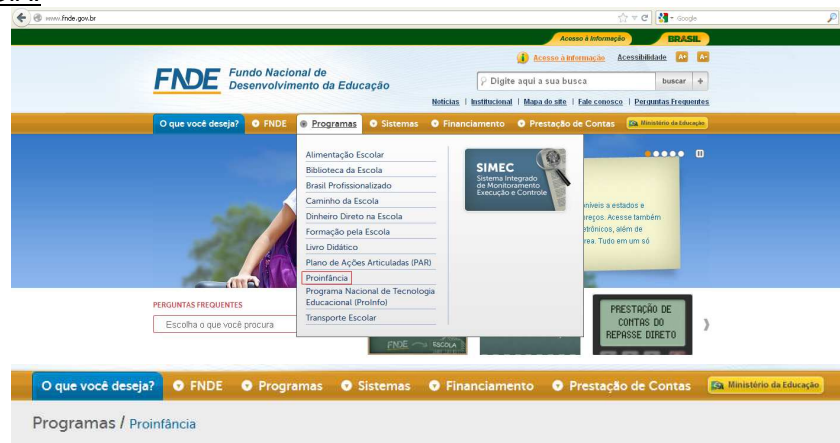 www.fnde.gov.br
Google
Acesso à Informação
BRASIL
Acesso à Informação Acessibilidade A+ A-
FNDE
Fundo Nacional de
Desenvolvimento da Educação
Digite aqui a sua busca
buscar +
Notícias | Institucional | Mapa do site | Fale conosco | Perguntas Frequentes
O que você deseja? FNDE Programas Sistemas Financiamento Prestação de Contas Ministério da Educação
Alimentação Escolar
Biblioteca da Escola
Brasil Profissionalizado
Caminho da Escola
Dinheiro Direto na Escola
Formação pela Escola
Livro Didático
Plano de Ações Articuladas (PAR)
Proinfância
Programa Nacional de Tecnologia
Educacional (ProInfo)
Transporte Escolar
SIMEC
Sistema Integrado
de Monitoramento
Execução e Controle
níveis a estados e
reços. Acesse também
etrônicos, além de
rea. Tudo em um só
PERGUNTAS FREQUENTES
Escolha o que você procura
FNDE
ESCOLA
PRESTAÇÃO DE
CONTAS DO
REPASSE DIRETO
O que você deseja? FNDE Programas Sistemas Financiamento Prestação de Contas Ministério da Educação
Programas / Proinfância